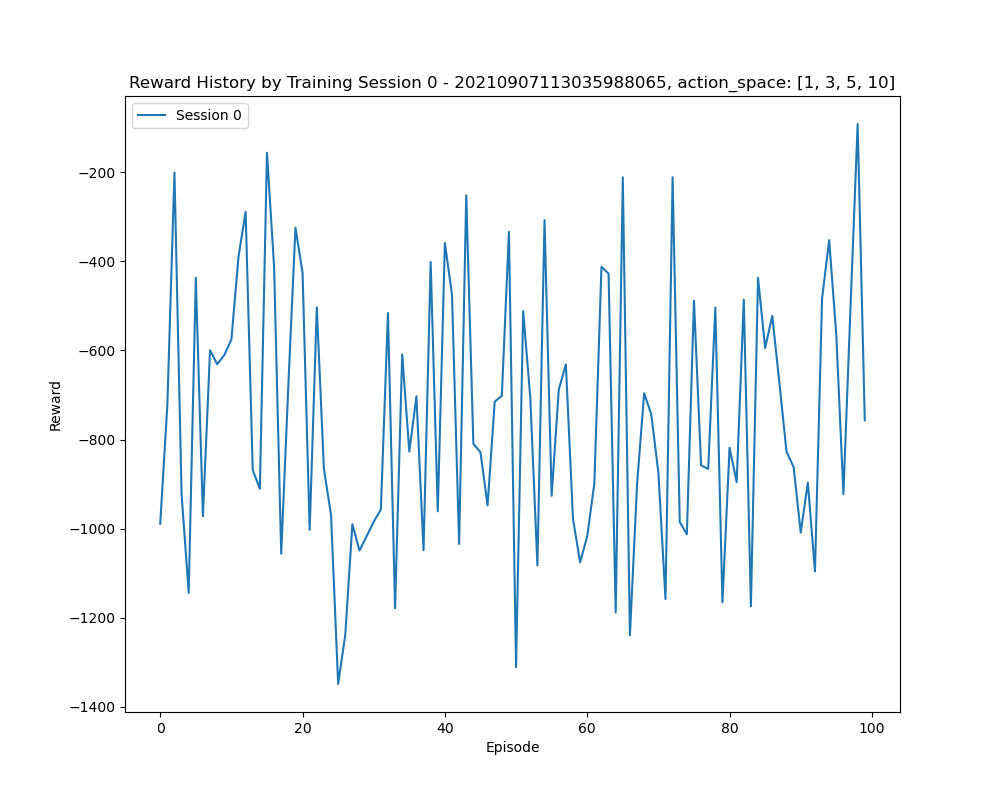 Reward History by Training Session 0 - 20210907113035988065, action_space: [1, 3, 5, 10]
Session 0
−200
−400
−600
−800
−1000
−1200
−1400
Reward
0 20 40 60 80 100
Episode